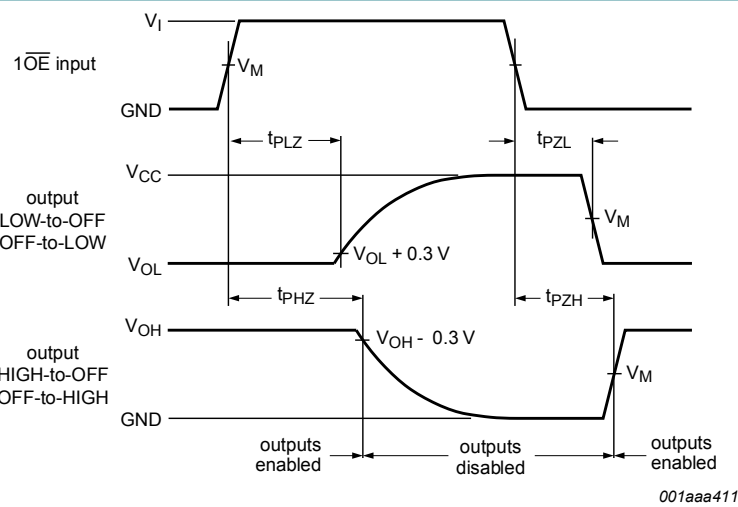 V_I
1O̅E̅ input
V_M
GND
t_PLZ
t_PZL
V_CC
output
LOW-to-OFF
OFF-to-LOW
V_M
V_OL + 0.3 V
V_OL
t_PHZ
t_PZH
V_OH
V_OH - 0.3 V
output
HIGH-to-OFF
OFF-to-HIGH
V_M
GND
outputs
enabled
outputs
disabled
outputs
enabled
001aaa411